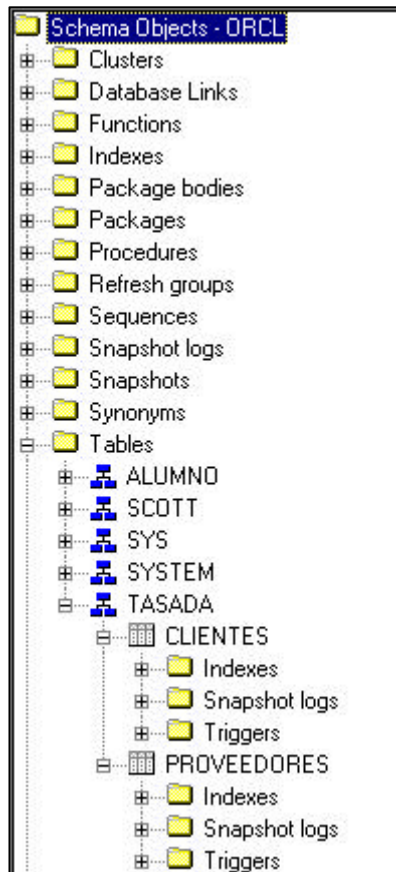 Schema Objects - ORCL
Clusters
Database Links
Functions
Indexes
Package bodies
Packages
Procedures
Refresh groups
Sequences
Snapshot logs
Snapshots
Synonyms
Tables
ALUMNO
SCOTT
SYS
SYSTEM
TASADA
CLIENTES
Indexes
Snapshot logs
Triggers
PROVEEDORES
Indexes
Snapshot logs
Triggers